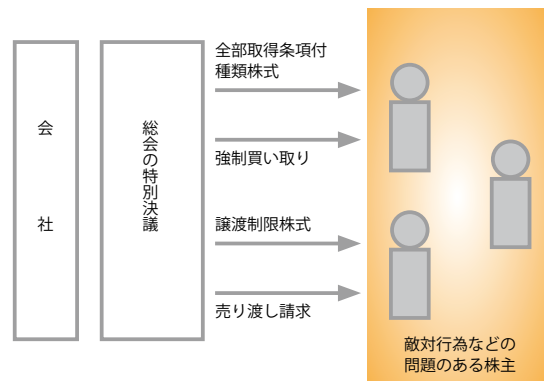 会社
総会の特別決議
全部取得条項付
種類株式
強制買い取り
譲渡制限株式
売り渡し請求
敵対行為などの
問題のある株主